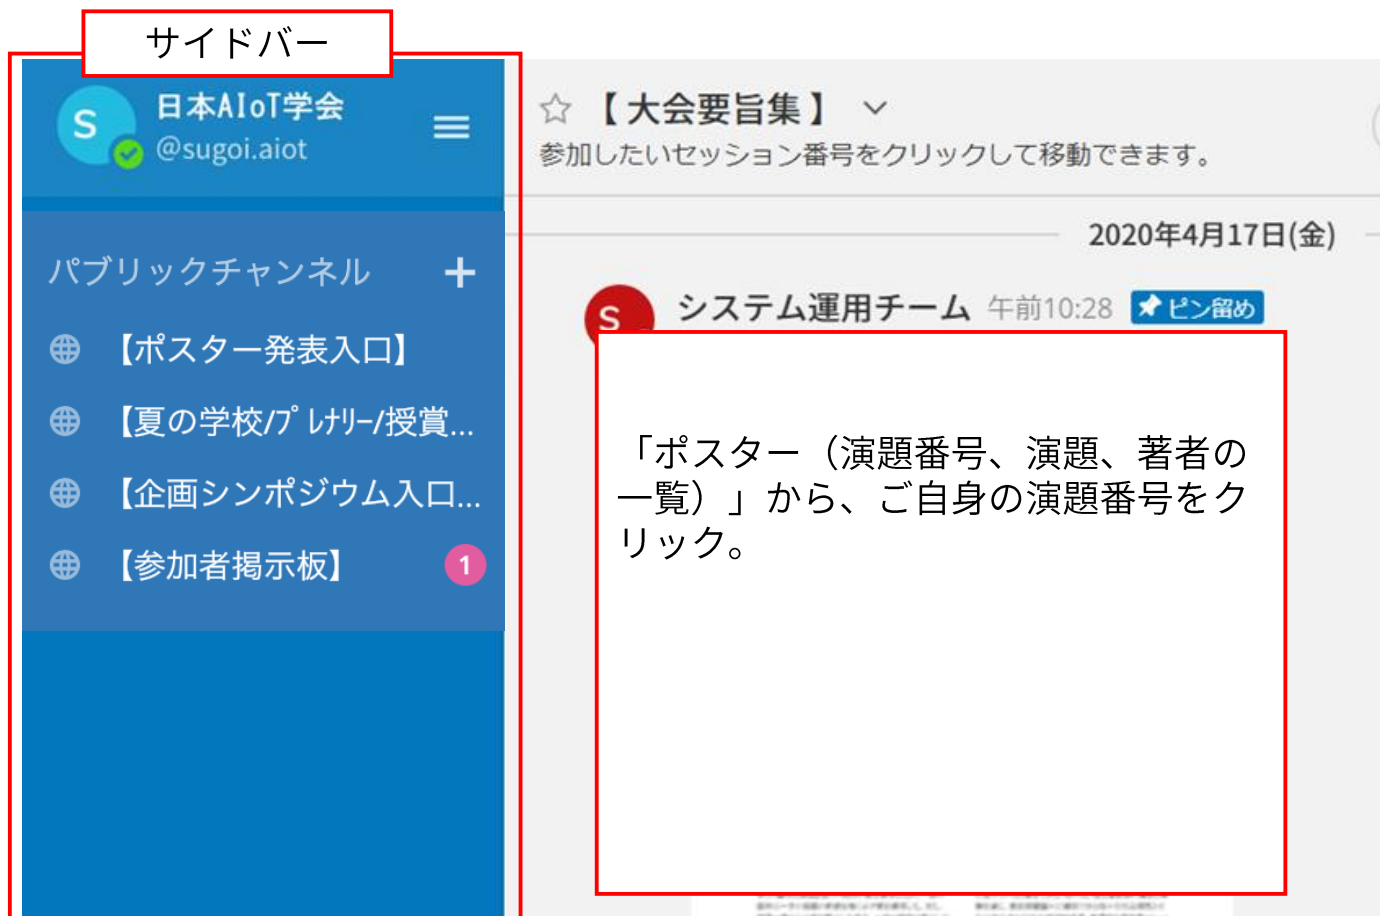 サイドバー
S
日本AIoT学会
@sugoi.aiot
パブリックチャンネル
【ポスター発表入口】
【夏の学校/プレナリー/授賞...
【企画シンポジウム入口...
【参加者掲示板】 1
【 大会要旨集 】
参加したいセッション番号をクリックして移動できます。
2020年4月17日(金)
S
システム運用チーム 午前10:28 ピン留め
「ポスター（演題番号、演題、著者の
一覧）」から、ご自身の演題番号をク
リック。